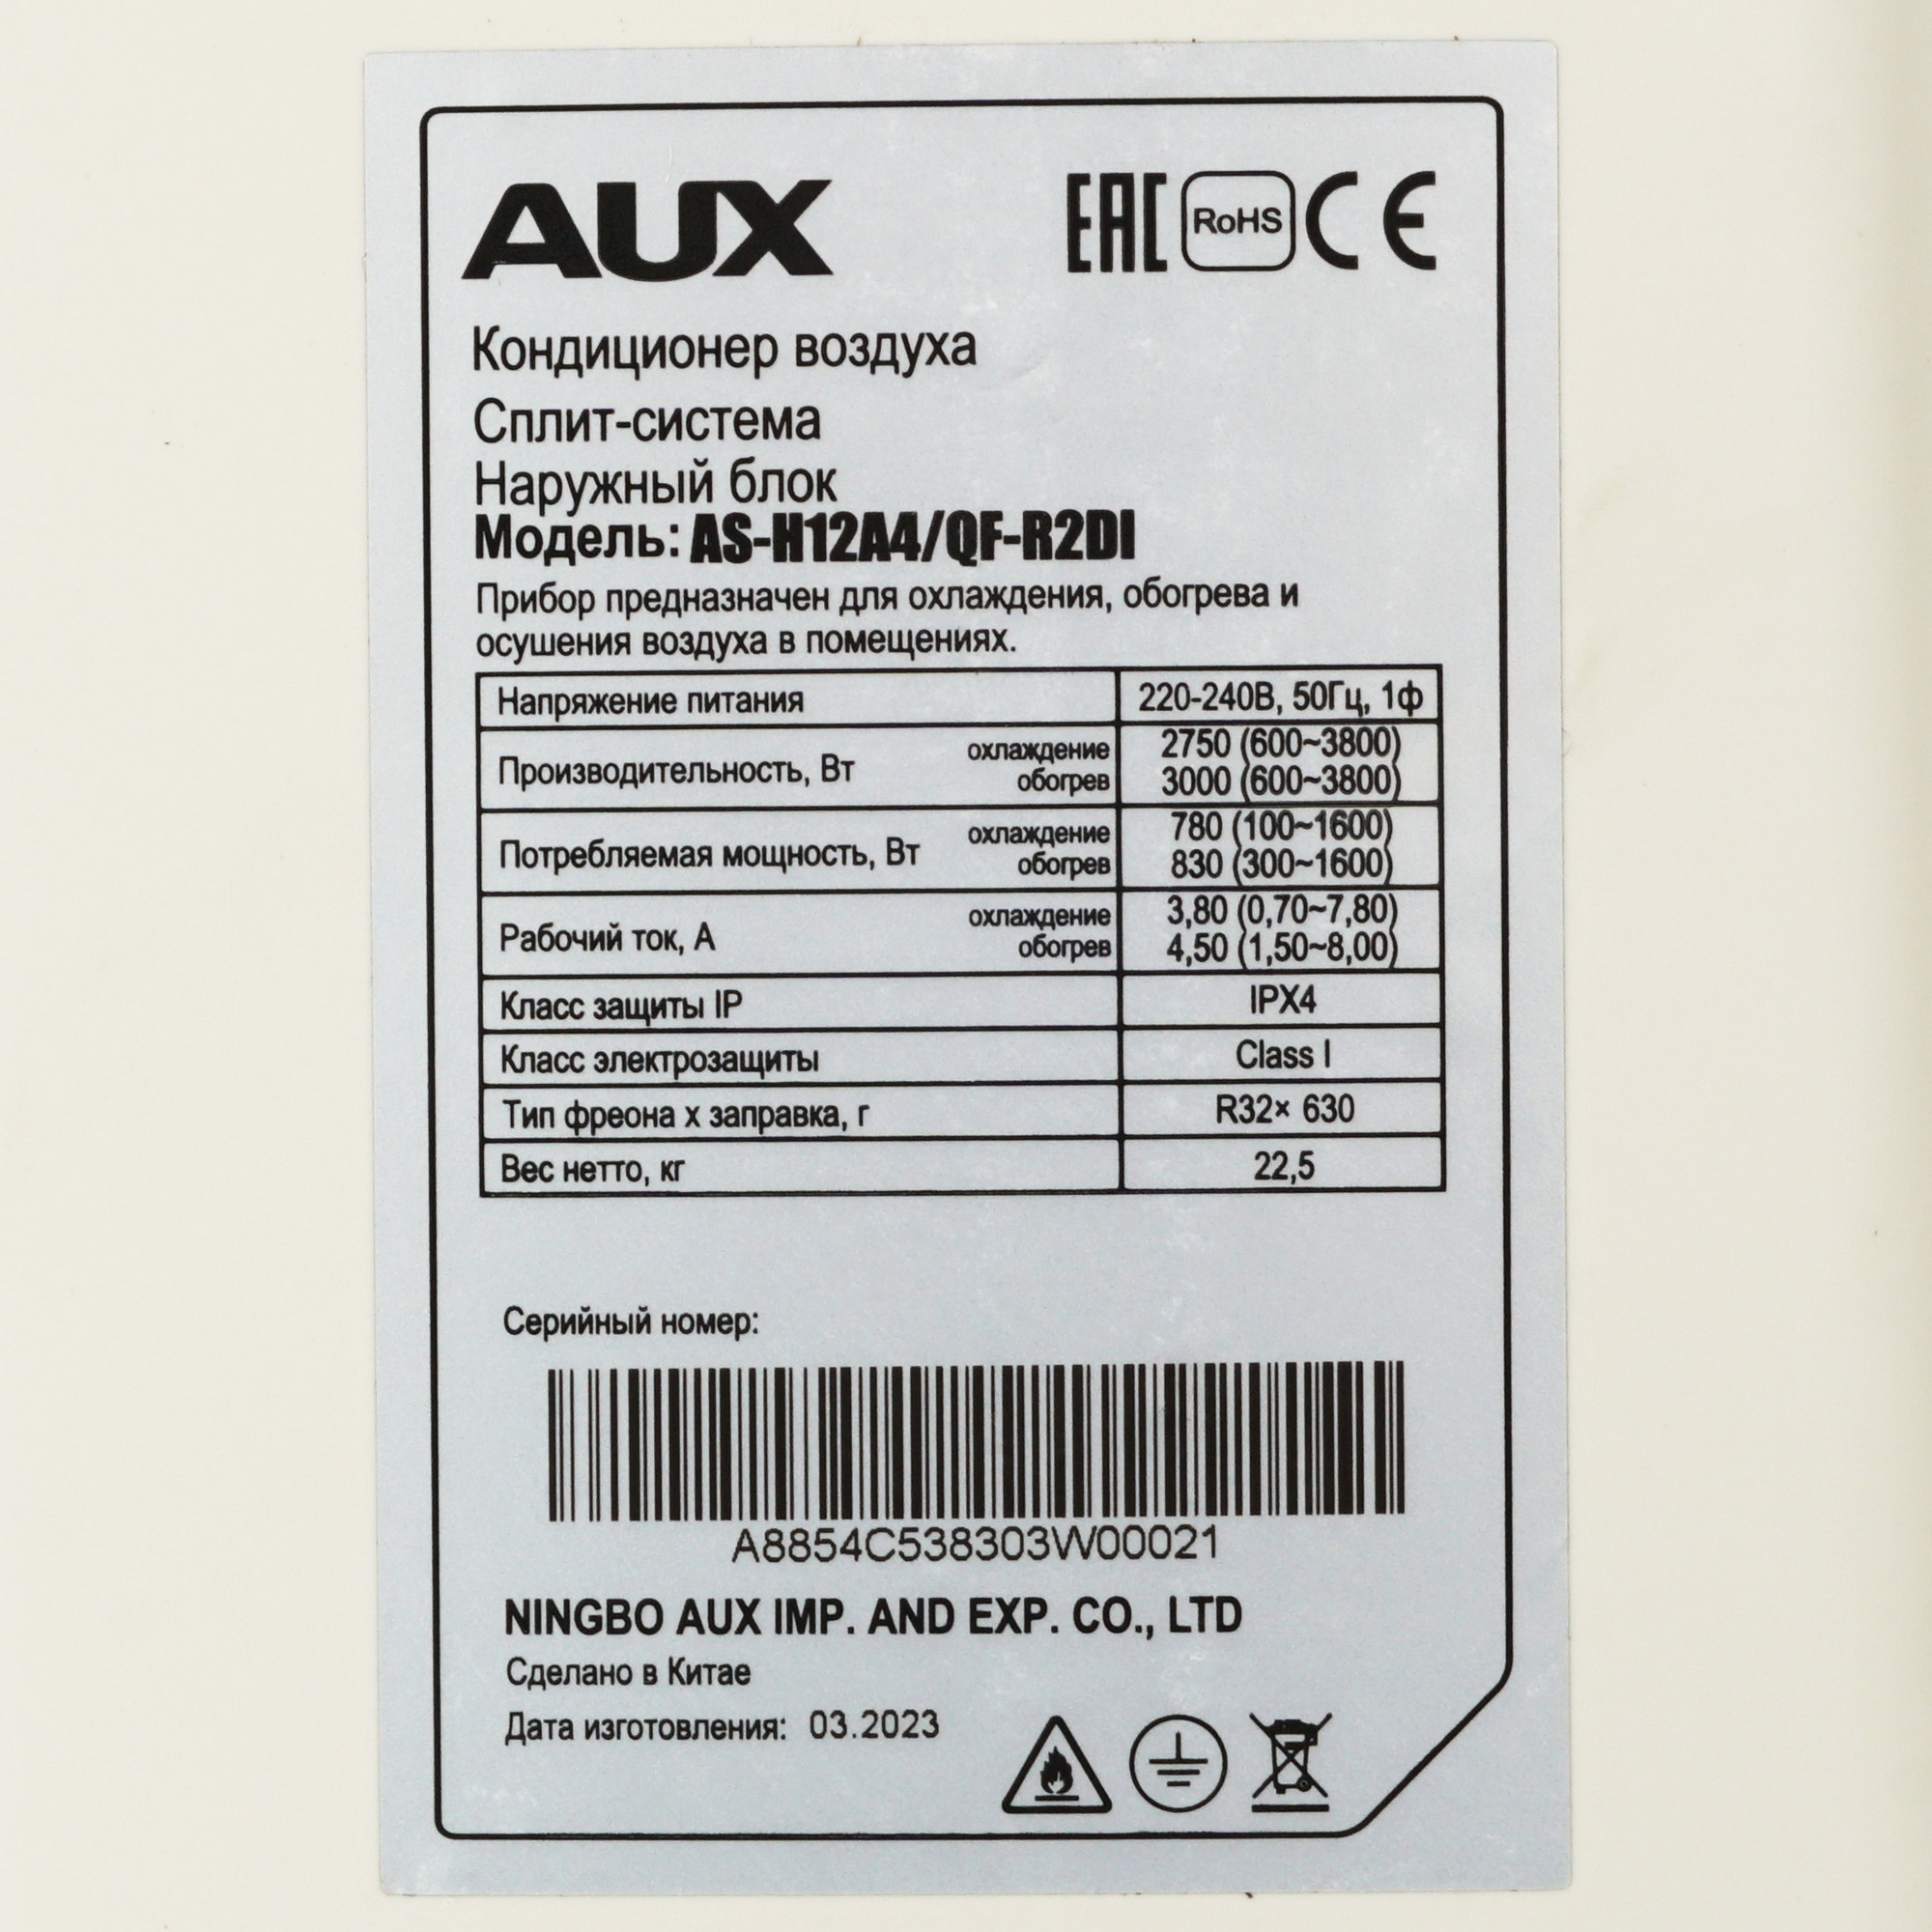 AUX
EAC RoHS CE
Кондиционер воздуха
Сплит-система
Наружный блок
Модель: AS-H12A4/QF-R2DI
Прибор предназначен для охлаждения, обогрева и
осушения воздуха в помещениях.
Напряжение питания 220-240В, 50Гц, 1ф
Производительность, Вт охлаждение 2750 (600~3800)
обогрев 3000 (600~3800)
Потребляемая мощность, Вт охлаждение 780 (100~1600)
обогрев 830 (300~1600)
Рабочий ток, А охлаждение 3,80 (0,70~7,80)
обогрев 4,50 (1,50~8,00)
Класс защиты IP IPX4
Класс электрозащиты Class I
Тип фреона х заправка, г R32× 630
Вес нетто, кг 22,5
Серийный номер:
A8854C538303W00021
NINGBO AUX IMP. AND EXP. CO., LTD
Сделано в Китае
Дата изготовления: 03.2023